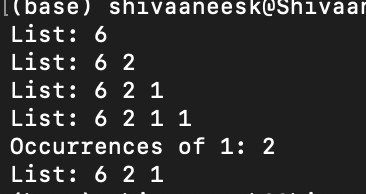 (base) shivaaneesk@Shivaan
List: 6
List: 6 2
List: 6 2 1
List: 6 2 1 1
Occurrences of 1: 2
List: 6 2 1